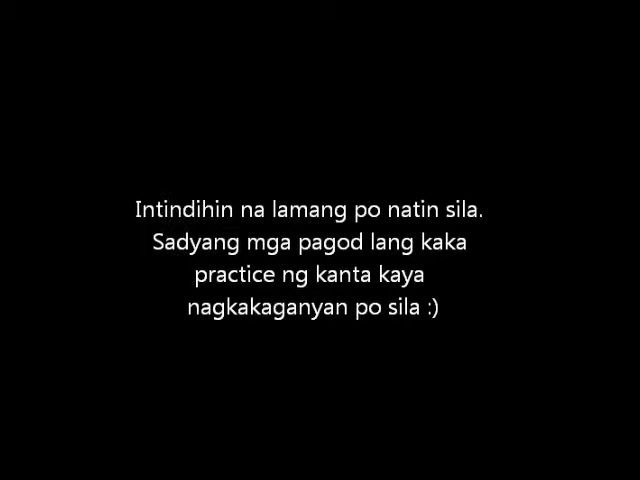 Intindihin na lamang po natin sila.
Sadyang mga pagod lang kaka
practice ng kanta kaya
nagkakaganyan po sila :)